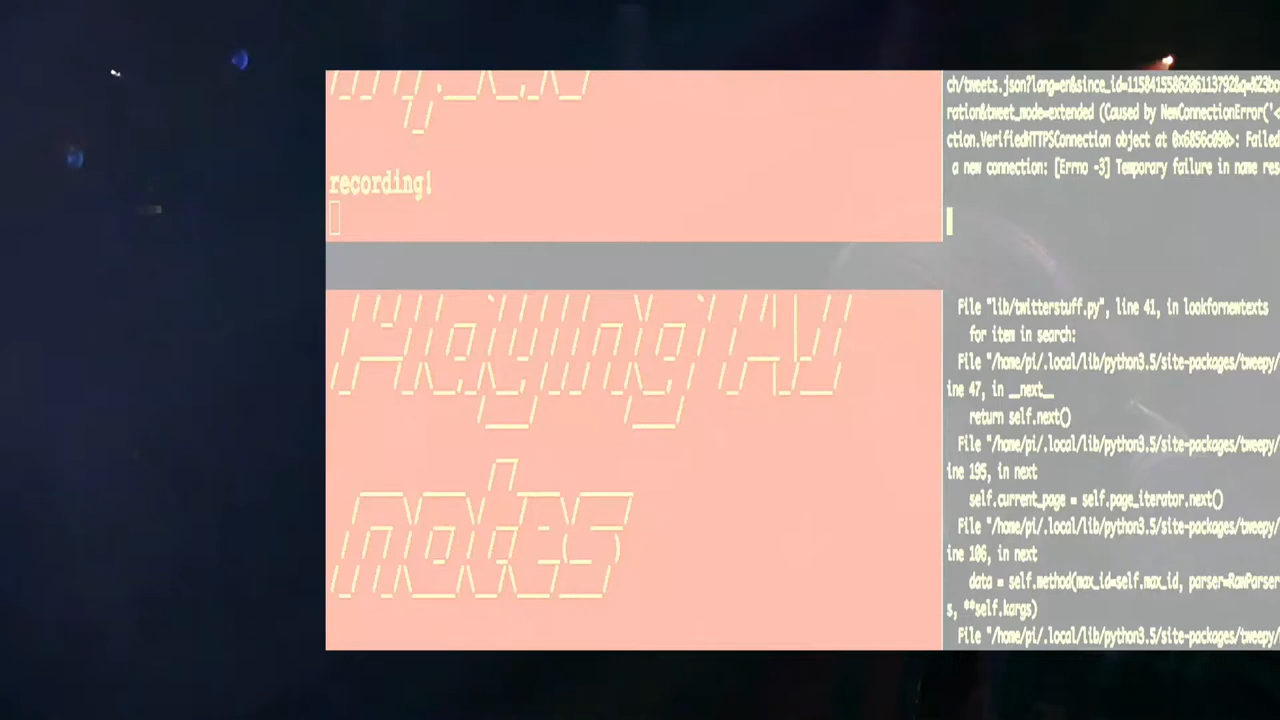 recording!
Playing AI
notes
ch/tweets.json?lang=en&since_id=1158415586206113792&q=%23bo
ration&tweet_mode=extended (Caused by NewConnectionError('<
ction.VerifiedHTTPSConnection object at 0x6856c090>: Failed
a new connection: [Errno -3] Temporary failure in name res
File "lib/twitterstuff.py", line 41, in lookfornewtexts
for item in search:
File "/home/pi/.local/lib/python3.5/site-packages/tweepy/
ine 47, in __next__
return self.next()
File "/home/pi/.local/lib/python3.5/site-packages/tweepy/
ine 195, in next
self.current_page = self.page_iterator.next()
File "/home/pi/.local/lib/python3.5/site-packages/tweepy/
ine 106, in next
data = self.method(max_id=self.max_id, parser=RawParser
s, **self.kargs)
File "/home/pi/.local/lib/python3.5/site-packages/tweepy/